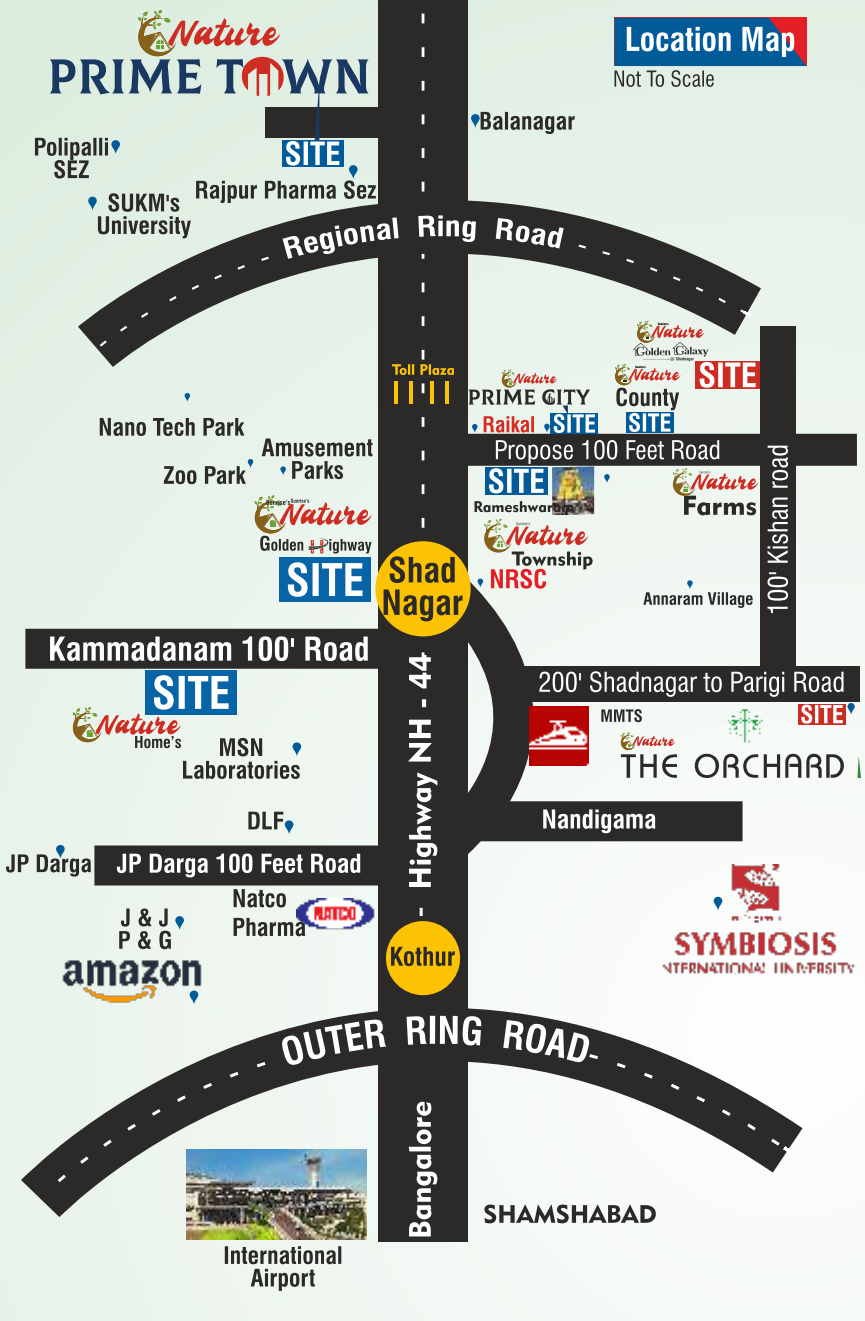 Nature
PRIME TOWN
Location Map
Not To Scale
SITE
Balanagar
Polipalli
SEZ
Rajpur Pharma Sez
SUKM's
University
Regional Ring Road
Toll Plaza
Nature
Golden Galaxy
@ Shadnagar
SITE
Nature
PRIME CITY
Nature
County
Raikal
SITE
SITE
Nano Tech Park
Propose 100 Feet Road
Amusement
Parks
Zoo Park
SITE
Rameshwaram
Nature
Farms
100' Kishan road
Sunrise's Sunrise's
Nature
Golden Highway
SITE
Nature
Township
Shad
Nagar
NRSC
Annaram Village
Kammadanam 100' Road
SITE
Nature
Home's
Highway NH - 44
200' Shadnagar to Parigi Road
MMTS
SITE
Nature
THE ORCHARD
MSN
Laboratories
DLF
Nandigama
JP Darga
JP Darga 100 Feet Road
Natco
Pharma
NATCO
J & J
P & G
amazon
Kothur
SYMBIOSIS
INTERNATIONAL UNIVERSITY
OUTER RING ROAD
Bangalore
SHAMSHABAD
International
Airport